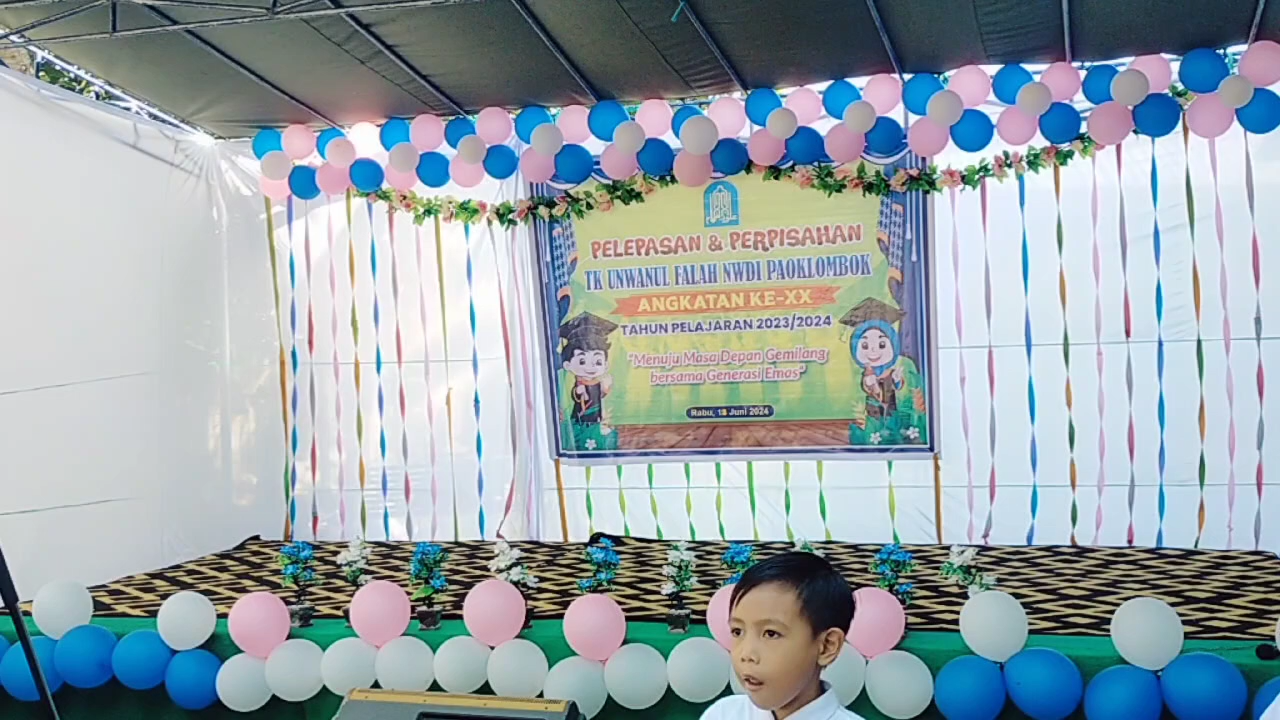 PELEPASAN & PERPISAHAN
TK UNWANUL FALAH NWDI PAOKLOMBOK
ANGKATAN KE-XX
TAHUN PELAJARAN 2023/2024
"Menuju Masa Depan Gemilang
bersama Generasi Emas"
Rabu, Juni 2024